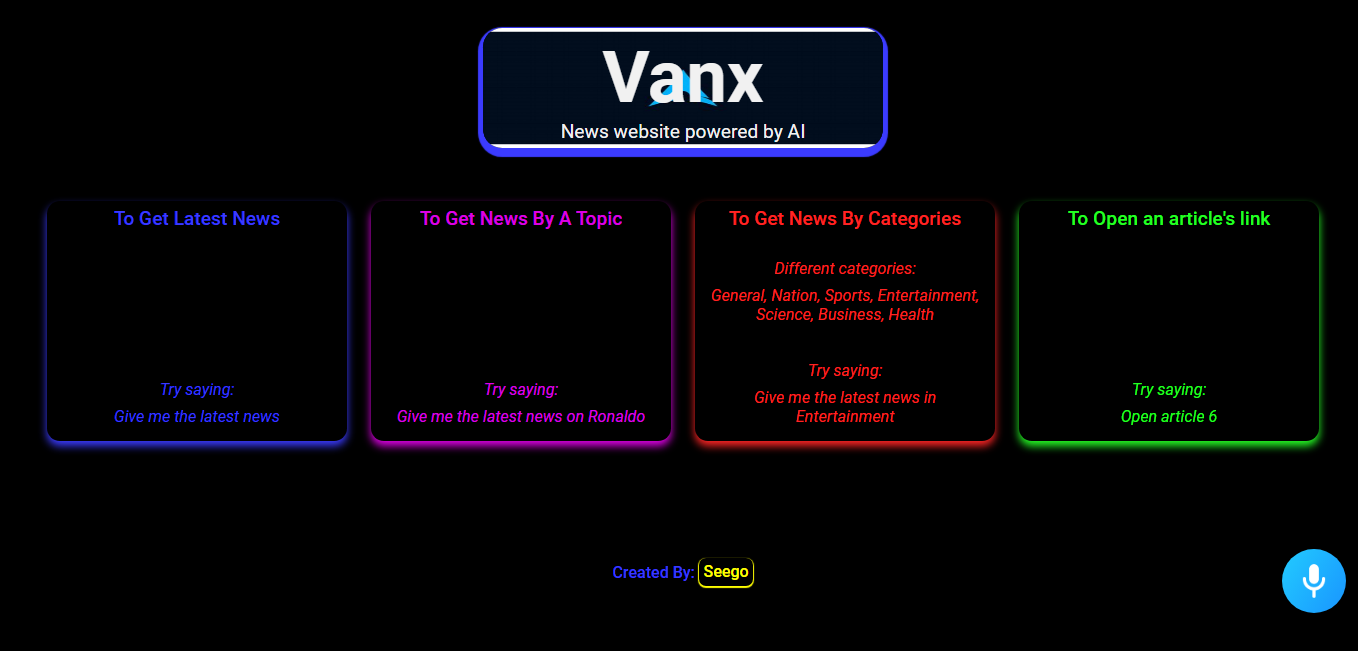 Vanx
News website powered by AI
To Get Latest News
Try saying:
Give me the latest news
To Get News By A Topic
Try saying:
Give me the latest news on Ronaldo
To Get News By Categories
Different categories:
General, Nation, Sports, Entertainment,
Science, Business, Health
Try saying:
Give me the latest news in
Entertainment
To Open an article's link
Try saying:
Open article 6
Created By: Seego